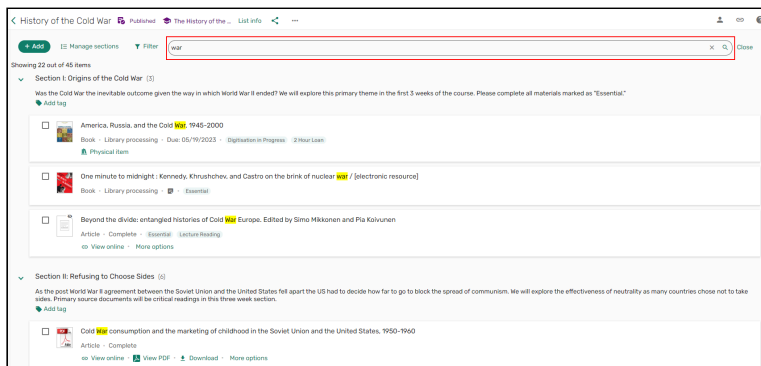 History of the Cold War Published The History of the ... List info
+ Add Manage sections Filter war Close
Showing 22 out of 45 items
Section I: Origins of the Cold War (3)
Was the Cold War the inevitable outcome given the way in which World War II ended? We will explore this primary theme in the first 3 weeks of the course. Please complete all materials marked as "Essential."
Add tag
America, Russia, and the Cold War, 1945-2000
Book · Library processing · Due: 05/19/2023 · Digitisation in Progress 2 Hour Loan
Physical item
One minute to midnight : Kennedy, Khrushchev, and Castro on the brink of nuclear war / [electronic resource]
Book · Library processing · Essential
Beyond the divide: entangled histories of Cold War Europe. Edited by Simo Mikkonen and Pia Koivunen
Article · Complete · Essential Lecture Reading
View online · More options
Section II: Refusing to Choose Sides (6)
As the post World War II agreement between the Soviet Union and the United States fell apart the US had to decide how far to go to block the spread of communism. We will explore the effectiveness of neutrality as many countries chose not to take
sides. Primary source documents will be critical readings in this three week section.
Add tag
Cold War consumption and the marketing of childhood in the Soviet Union and the United States, 1950-1960
Article · Complete
View online · View PDF · Download · More options